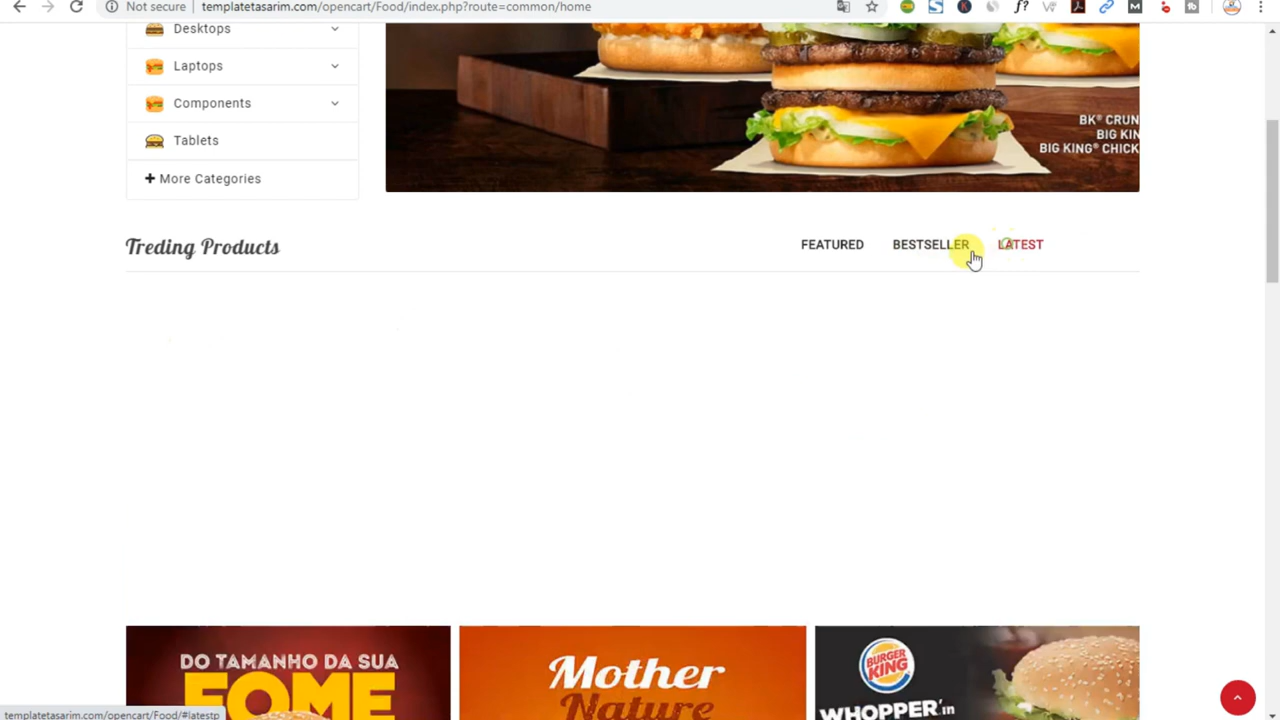 Not secure
templatetasarim.com/opencart/Food/index.php?route=common/home
Desktops
Laptops
Components
Tablets
+ More Categories
BK® CRUN
BIG KIN
BIG KING® CHICK
Treding Products
FEATURED
BESTSELLER
LATEST
DO TAMANHO DA SUA
FOME
Mother
Nature
BURGER
KING
WHOPPER'in
templatetasarim.com/opencart/Food/#latestp